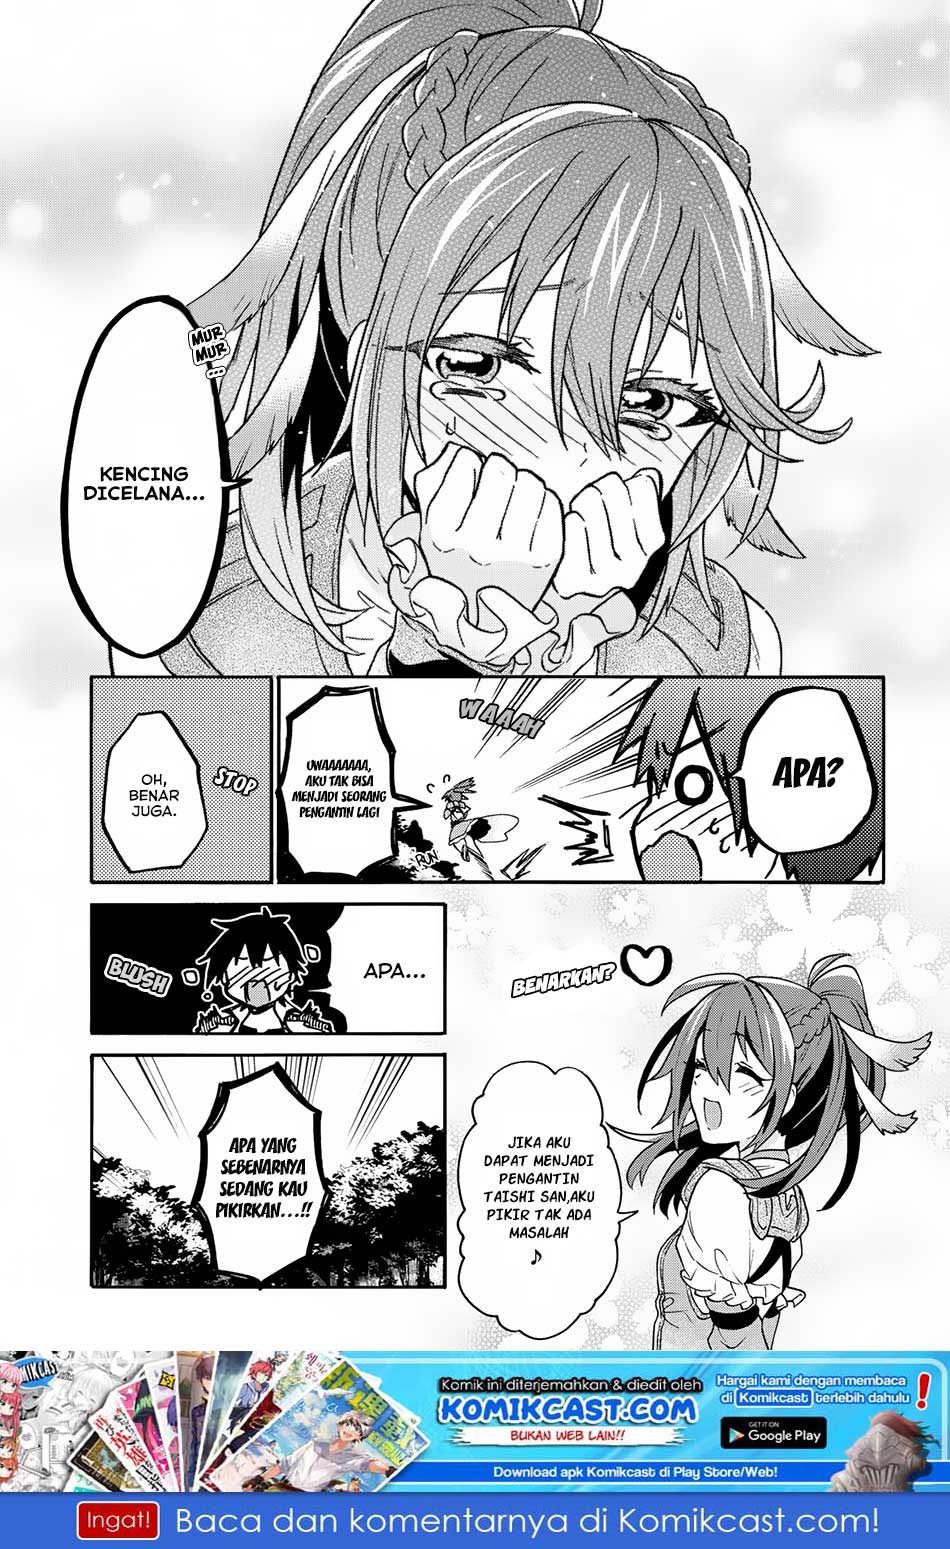 MUR
MUR
...
KENCING
DICELANA...
APA?
WAAAH
UWAAAAAAA,
AKU TAK BISA
MENJADI SEORANG
PENGANTIN LAGI
RUN!
STOP
OH,
BENAR
JUGA.
BENARKAN?
JIKA AKU
DAPAT MENJADI
PENGANTIN
TAISHI SAN,AKU
PIKIR TAK ADA
MASALAH
♪
APA...
BLUSH
APA YANG
SEBENARNYA
SEDANG KAU
PIKIRKAN...!!
Komik ini diterjemahkan & diedit oleh
KOMIKCAST.COM
BUKAN WEB LAIN!!
Hargai kami dengan membaca
di Komikcast terlebih dahulu !
GET IT ON
Google Play
Download apk Komikcast di Play Store/Web!
Ingat! Baca dan komentarnya di Komikcast.com!